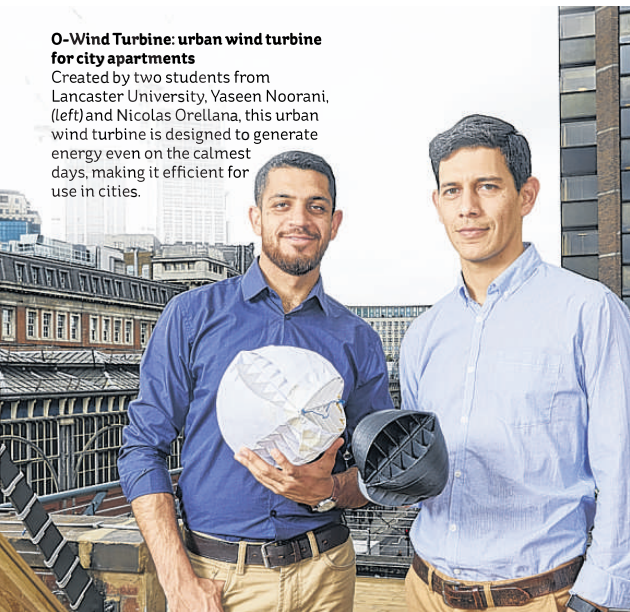 O-Wind Turbine: urban wind turbine
for city apartments
Created by two students from
Lancaster University, Yaseen Noorani,
(left) and Nicolas Orellana, this urban
wind turbine is designed to generate
energy even on the calmest
days, making it efficient for
use in cities.